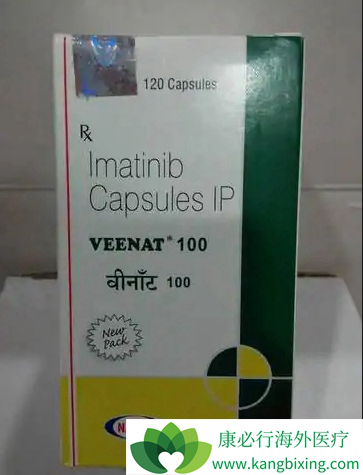 120 Capsules
Rx
Imatinib
Capsules IP
VEENAT® 100
वीनॉट 100
New
Pack
康必行海外医疗
www.kangbixing.com